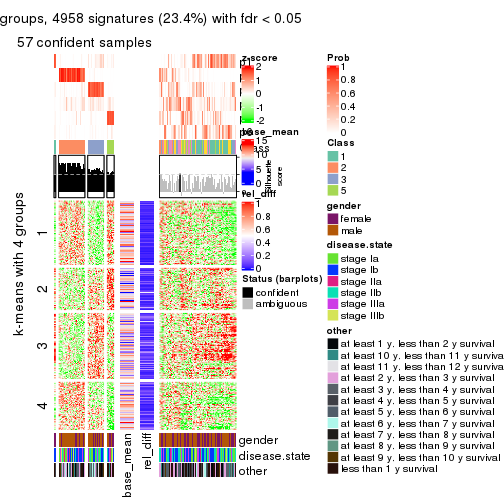 groups, 4958 signatures (23.4%) with fdr < 0.05
57 confident samples
k-means with 4 groups
1
2
3
4
z-score
2
1
0
-1
-2
base_mean
15
10
5
0
rel_diff
1
0.8
0.6
0.4
0.2
0
silhouette
score
Status (barplots)
confident
ambiguous
gender
disease.state
other
base_mean
rel_diff
Prob
1
0.8
0.6
0.4
0.2
0
Class
1
2
3
5
gender
female
male
disease.state
stage Ia
stage Ib
stage IIa
stage IIb
stage IIIa
stage IIIb
other
at least 1 y. less than 2 y survival
at least 10 y. less than 11 y survival
at least 11 y. less than 12 y survival
at least 2 y. less than 3 y survival
at least 3 y. less than 4 y survival
at least 4 y. less than 5 y survival
at least 5 y. less than 6 y survival
at least 6 y. less than 7 y survival
at least 7 y. less than 8 y survival
at least 8 y. less than 9 y survival
at least 9 y. less than 10 y survival
less than 1 y survival